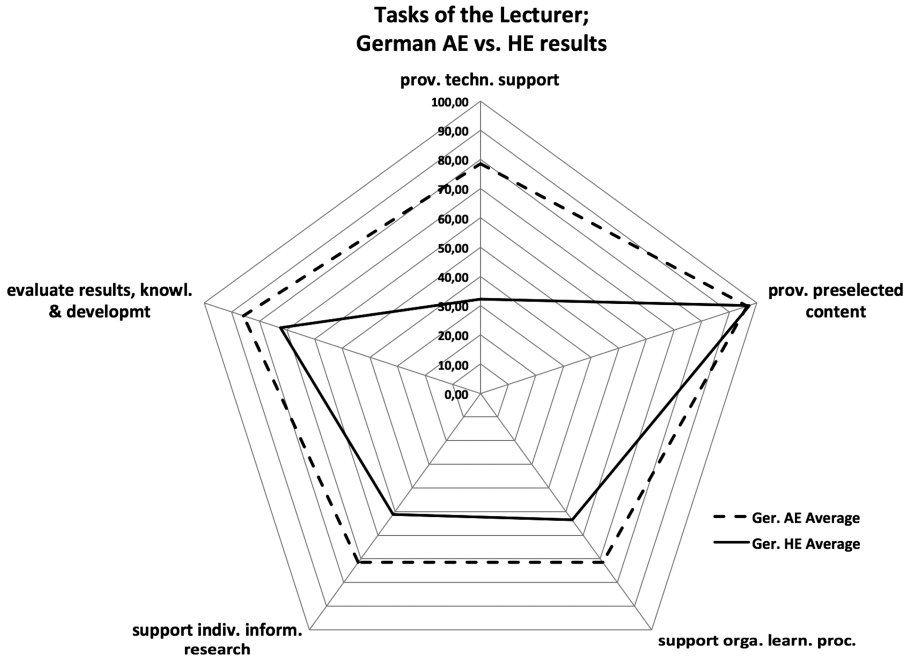 Tasks of the Lecturer;
German AE vs. HE results
prov. techn. support
100,00
90,00
80,00
70,00
60,00
50,00
40,00
30,00
20,00
10,00
0,00
evaluate results, knowl.
& developmt
prov. preselected
content
Ger. AE Average
Ger. HE Average
support indiv. inform.
research
support orga. learn. proc.